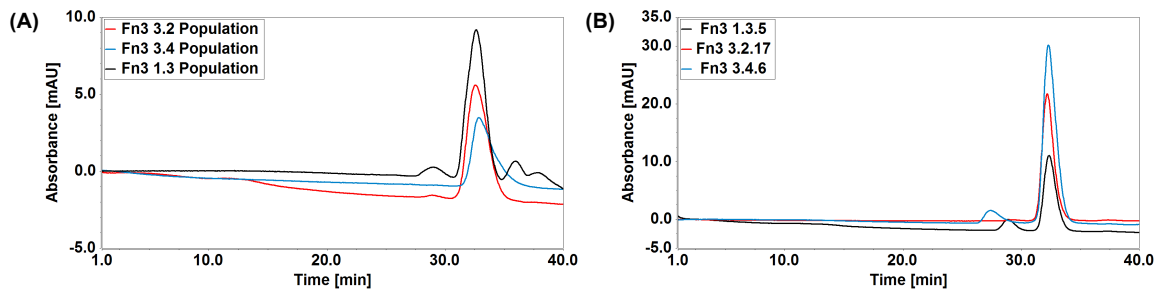 (A)
Absorbance [mAU]
10.0
5.0
0.0
-5.0
Fn3 3.2 Population
Fn3 3.4 Population
Fn3 1.3 Population
1.0
10.0
20.0
30.0
40.0
Time [min]
(B)
Absorbance [mAU]
35.0
30.0
20.0
10.0
0.0
-5.0
Fn3 1.3.5
Fn3 3.2.17
Fn3 3.4.6
1.0
10.0
20.0
30.0
40.0
Time [min]